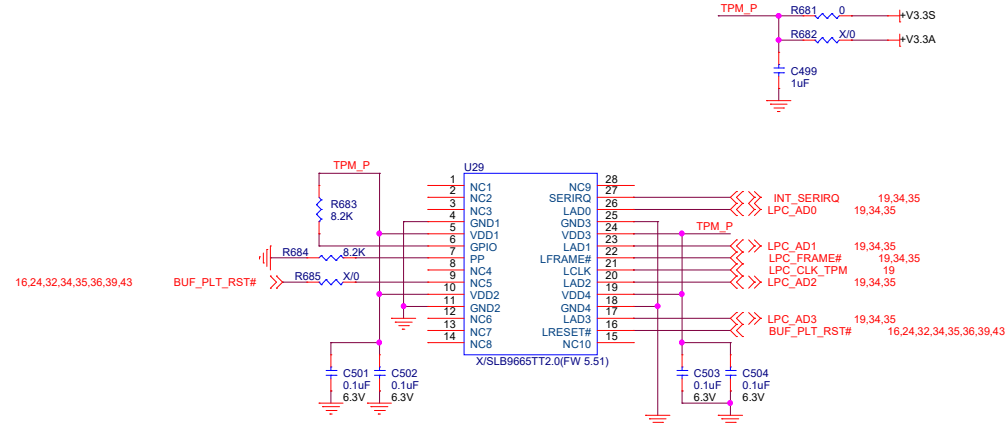 TPM_P R681 0 +V3.3S
R682 X/0 +V3.3A
C499
1uF
TPM_P U29
1 NC1 NC9 28
2 NC2 SERIRQ 27 INT_SERIRQ 19,34,35
R683 3 NC3 LAD0 26 LPC_AD0 19,34,35
8.2K 4 GND1 GND3 25
5 VDD1 VDD3 24 TPM_P
6 GPIO LAD1 23 LPC_AD1 19,34,35
R684 8.2K 7 PP LFRAME# 22 LPC_FRAME# 19,34,35
8 NC4 LCLK 21 LPC_CLK_TPM 19
16,24,32,34,35,36,39,43 BUF_PLT_RST# R685 X/0 9 NC5 LAD2 20 LPC_AD2 19,34,35
10 VDD2 VDD4 19
11 GND2 GND4 18
12 NC6 LAD3 17 LPC_AD3 19,34,35
13 NC7 LRESET# 16 BUF_PLT_RST# 16,24,32,34,35,36,39,43
14 NC8 NC10 15
X/SLB9665TT2.0(FW 5.51)
C501 C502 C503 C504
0.1uF 0.1uF 0.1uF 0.1uF
6.3V 6.3V 6.3V 6.3V